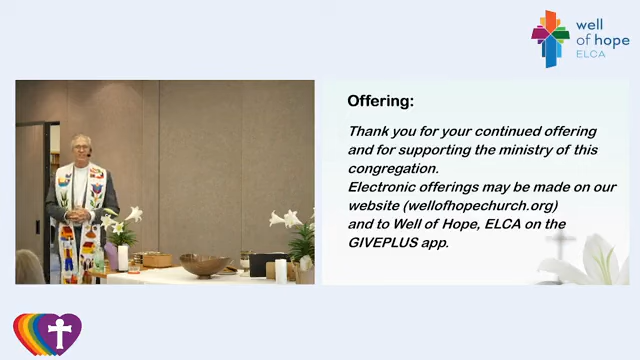 well
of hope
ELCA
Offering:
Thank you for your continued offering
and for supporting the ministry of this
congregation.
Electronic offerings may be made on our
website (wellofhopechurch.org)
and to Well of Hope, ELCA on the
GIVEPLUS app.